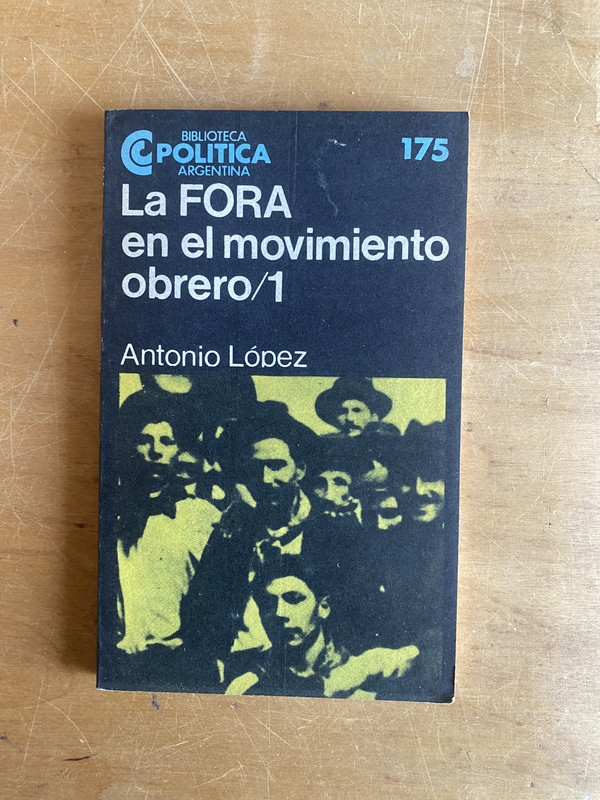 BIBLIOTECA
POLITICA
ARGENTINA
175
La FORA
en el movimiento
obrero/1
Antonio López